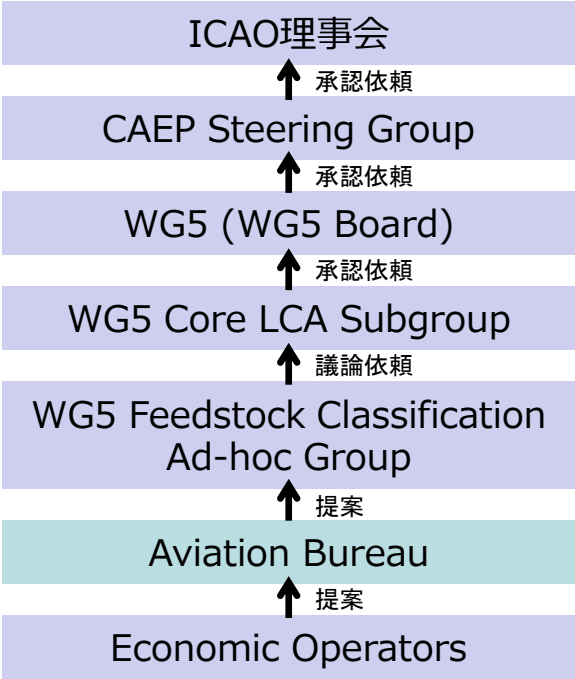 ICAO理事会
承認依頼
CAEP Steering Group
承認依頼
WG5 (WG5 Board)
承認依頼
WG5 Core LCA Subgroup
議論依頼
WG5 Feedstock Classification
Ad-hoc Group
提案
Aviation Bureau
提案
Economic Operators